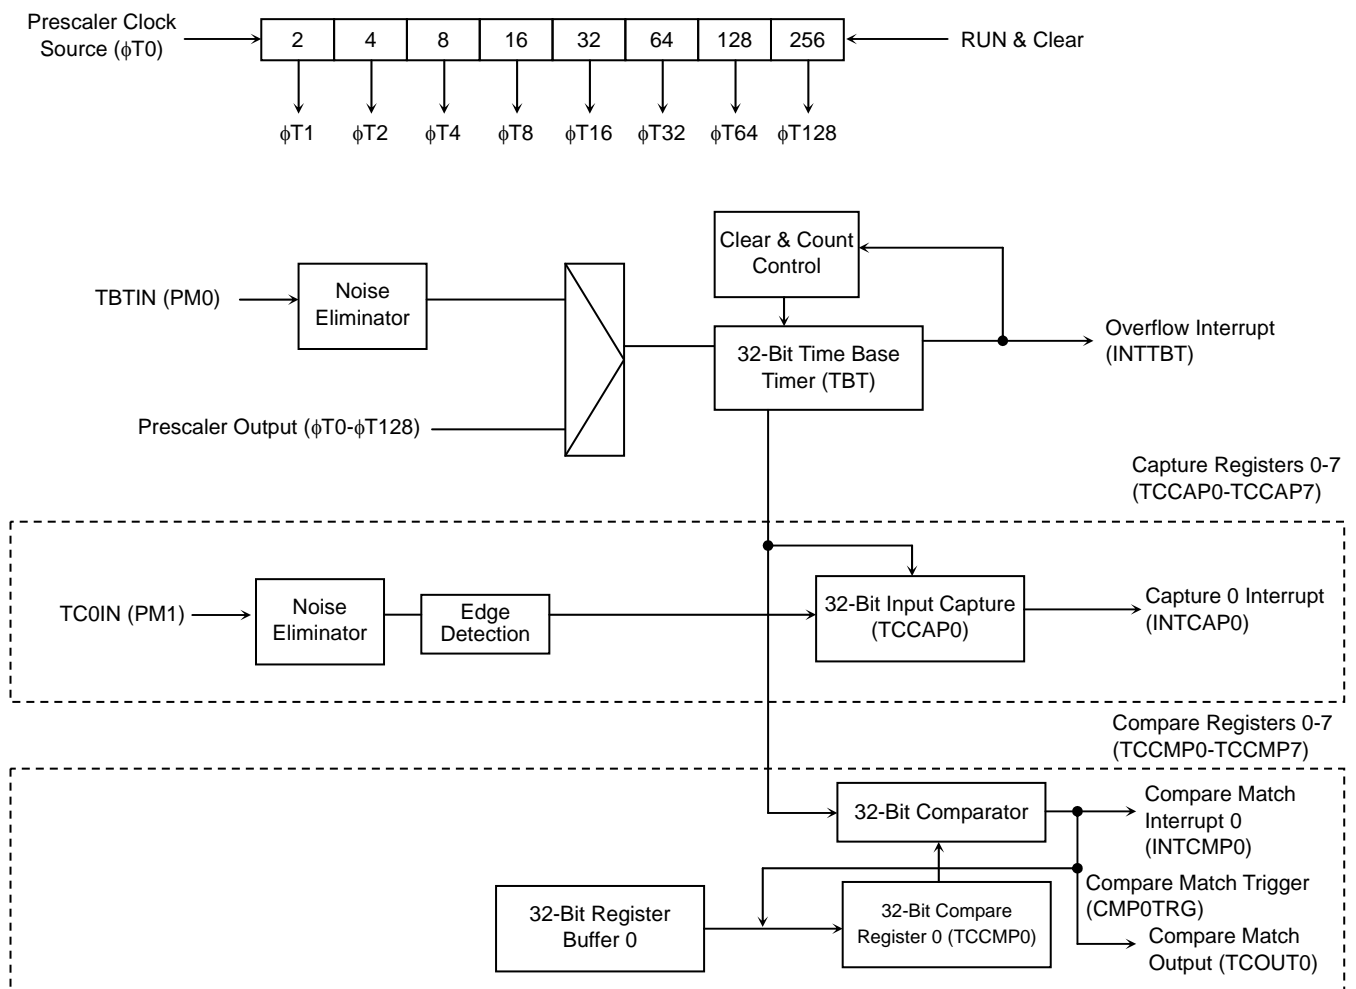 Prescaler Clock
Source (ϕT0)
2 4 8 16 32 64 128 256
RUN & Clear
ϕT1 ϕT2 ϕT4 ϕT8 ϕT16 ϕT32 ϕT64 ϕT128
Clear & Count
Control
TBTIN (PM0)
Noise
Eliminator
32-Bit Time Base
Timer (TBT)
Overflow Interrupt
(INTTBT)
Prescaler Output (ϕT0-ϕT128)
Capture Registers 0-7
(TCCAP0-TCCAP7)
TC0IN (PM1)
Noise
Eliminator
Edge
Detection
32-Bit Input Capture
(TCCAP0)
Capture 0 Interrupt
(INTCAP0)
Compare Registers 0-7
(TCCMP0-TCCMP7)
32-Bit Comparator
Compare Match
Interrupt 0
(INTCMP0)
32-Bit Register
Buffer 0
32-Bit Compare
Register 0 (TCCMP0)
Compare Match Trigger
(CMP0TRG)
Compare Match
Output (TCOUT0)